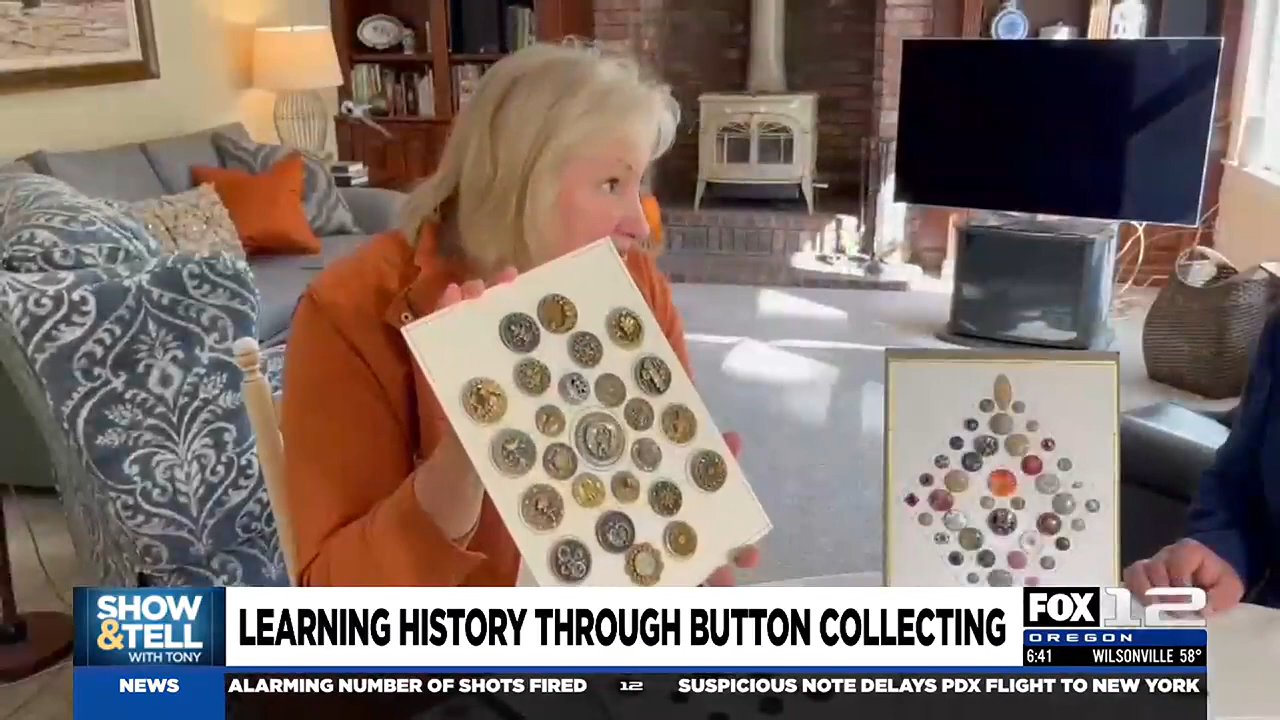 SHOW
&TELL
WITH TONY
LEARNING HISTORY THROUGH BUTTON COLLECTING
FOX 12
OREGON
6:41 WILSONVILLE 58°
NEWS
ALARMING NUMBER OF SHOTS FIRED 12 SUSPICIOUS NOTE DELAYS PDX FLIGHT TO NEW YORK